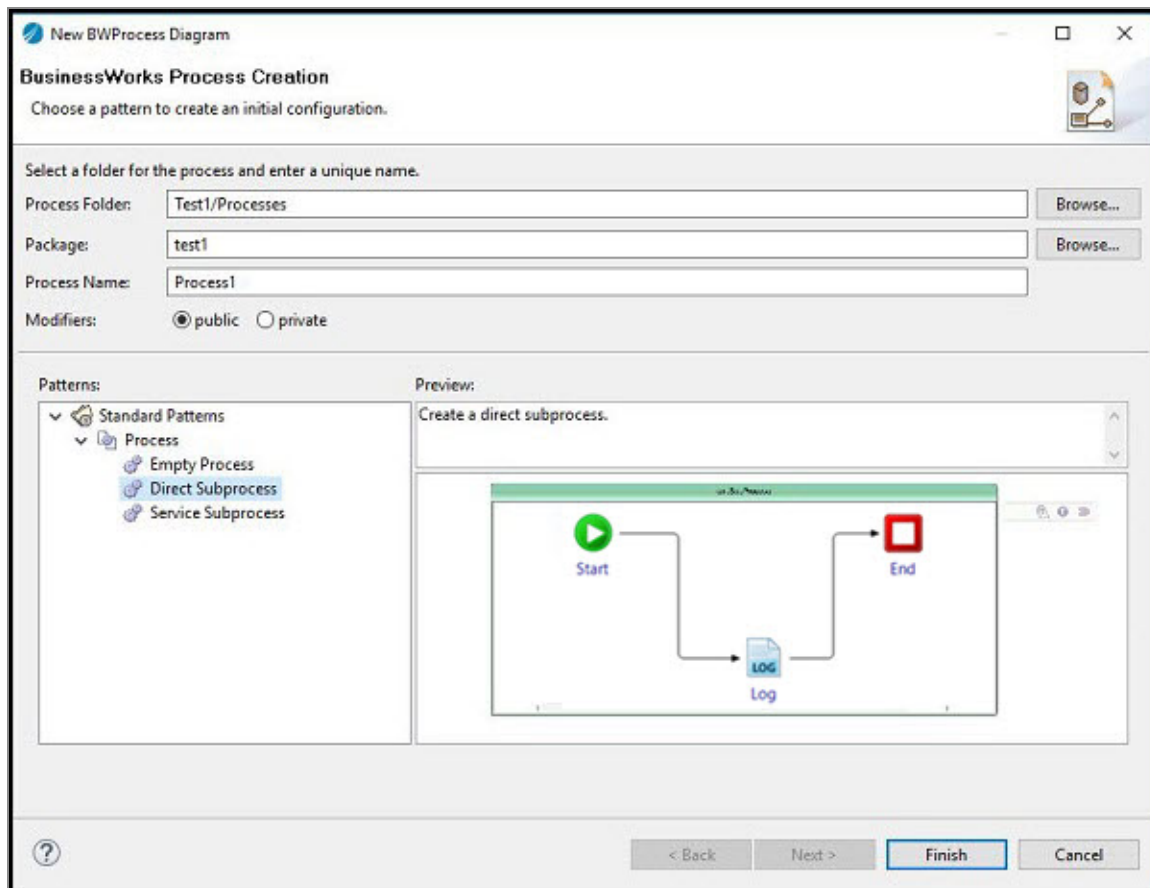 New BWProcess Diagram
BusinessWorks Process Creation
Choose a pattern to create an initial configuration.
Select a folder for the process and enter a unique name.
Process Folder: Test1/Processes Browse...
Package: test1 Browse...
Process Name: Process1
Modifiers: public private
Patterns: Preview:
Standard Patterns Create a direct subprocess.
Process
Empty Process
Direct Subprocess
Service Subprocess
Start End
LOG
Log
< Back Next > Finish Cancel